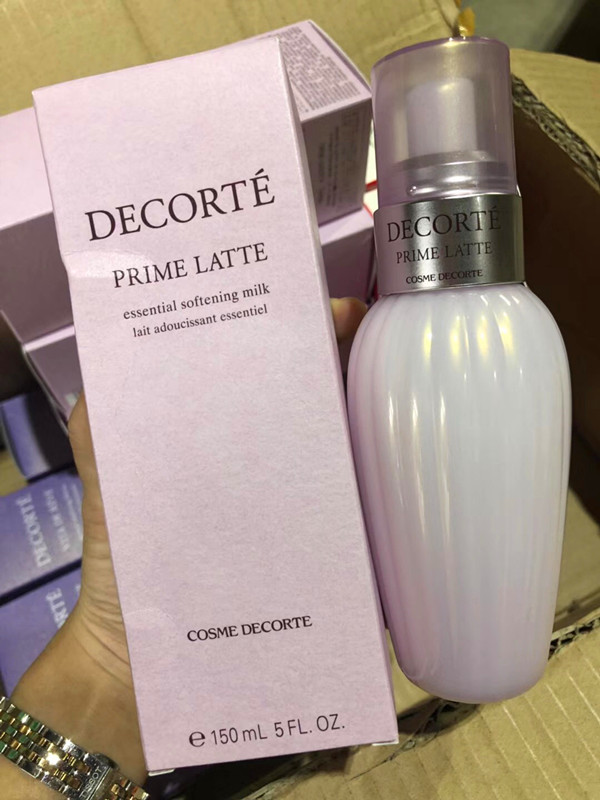 DECORTÉ
PRIME LATTE
essential softening milk
lait adoucissant essentiel
COSME DECORTE
℮ 150 mL 5 FL. OZ.
DECORTÉ
PRIME LATTE
COSME DECORTE
DECORTÉ